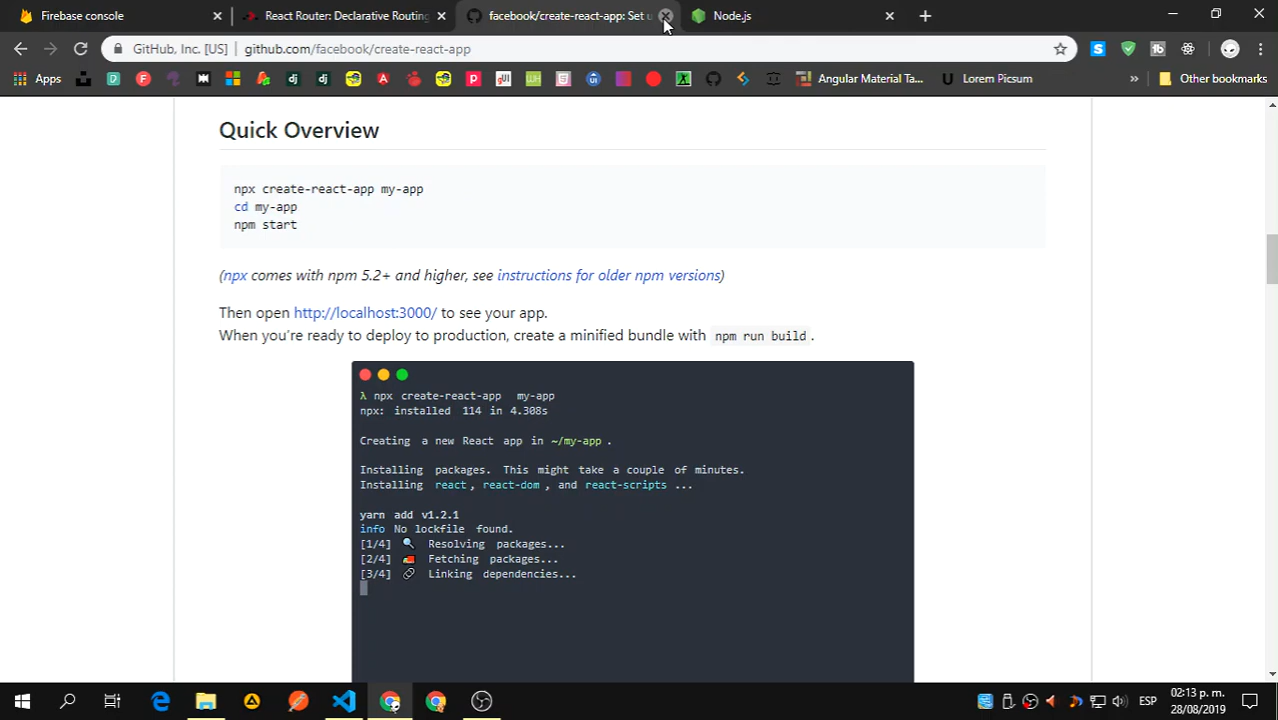 Firebase console
React Router: Declarative Routing
facebook/create-react-app: Set u
Node.js
GitHub, Inc. [US]
github.com/facebook/create-react-app
Apps
Angular Material Ta...
Lorem Picsum
Other bookmarks
Quick Overview
npx create-react-app my-app
cd my-app
npm start
(npx comes with npm 5.2+ and higher, see instructions for older npm versions)
Then open http://localhost:3000/ to see your app.
When you're ready to deploy to production, create a minified bundle with npm run build.
λ npx create-react-app my-app
npx: installed 114 in 4.308s
Creating a new React app in ~/my-app .
Installing packages. This might take a couple of minutes.
Installing react, react-dom, and react-scripts ...
yarn add v1.2.1
info No lockfile found.
[1/4] Resolving packages...
[2/4] Fetching packages...
[3/4] Linking dependencies...
ESP
02:13 p. m.
28/08/2019